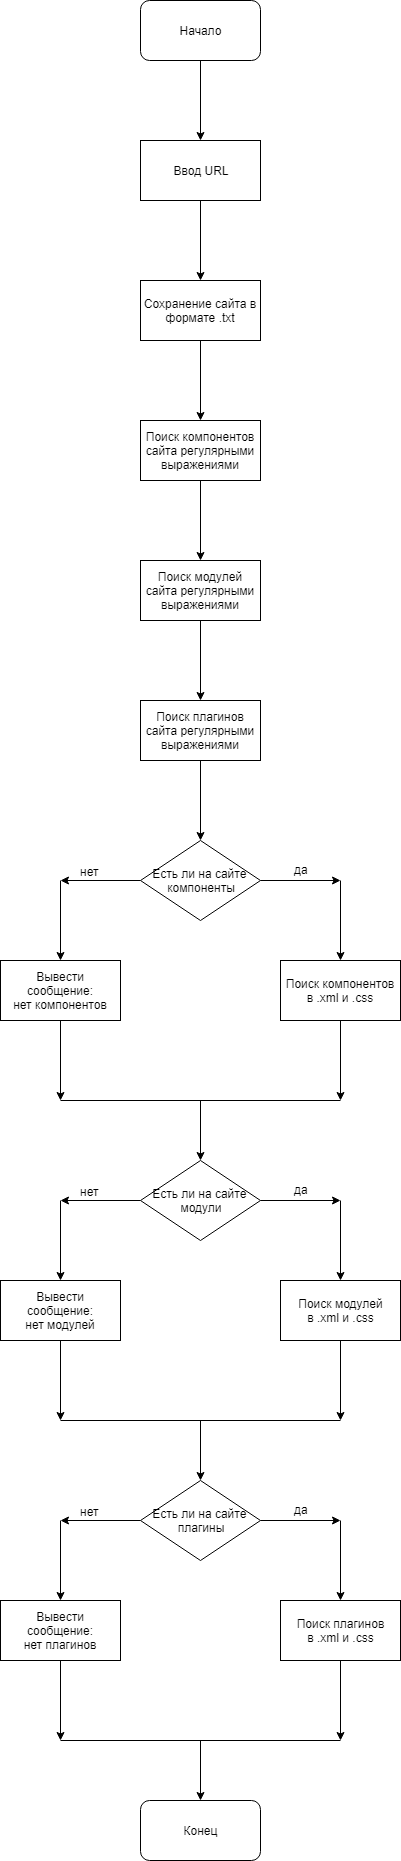 Начало
Ввод URL
Сохранение сайта в
формате .txt
Поиск компонентов
сайта регулярными
выражениями
Поиск модулей
сайта регулярными
выражениями
Поиск плагинов
сайта регулярными
выражениями
Есть ли на сайте
компоненты
нет
да
Вывести
сообщение:
нет компонентов
Поиск компонентов
в .xml и .css
Есть ли на сайте
модули
нет
да
Вывести
сообщение:
нет модулей
Поиск модулей
в .xml и .css
Есть ли на сайте
плагины
нет
да
Вывести
сообщение:
нет плагинов
Поиск плагинов
в .xml и .css
Конец